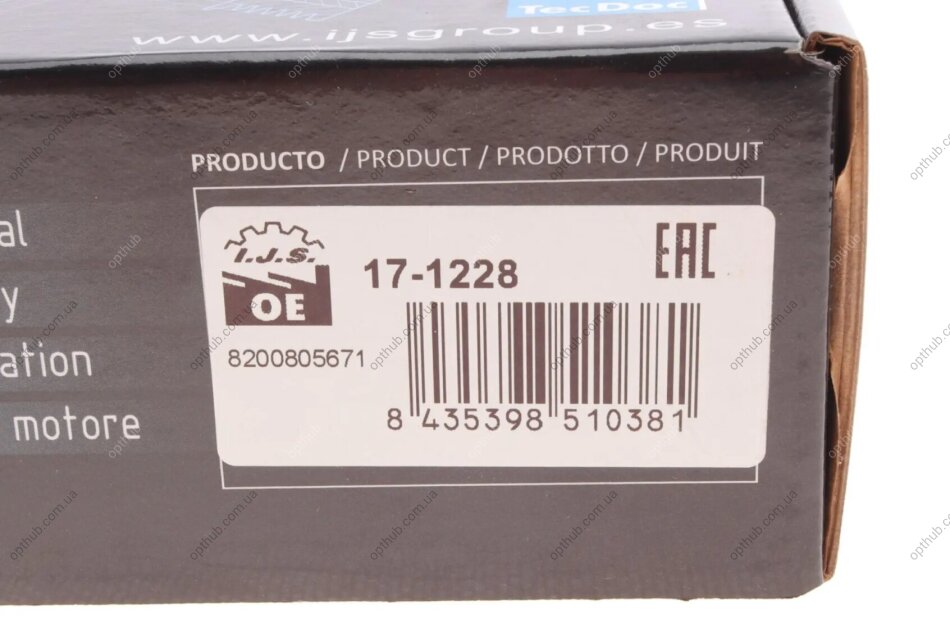 TecDoc
www.ijsgroup.es
PRODUCTO / PRODUCT / PRODOTTO / PRODUIT
al
y
ation
motore
I.J.S.
OE
17-1228
EAC
8200805671
8 435398 510381
opthub.com.ua